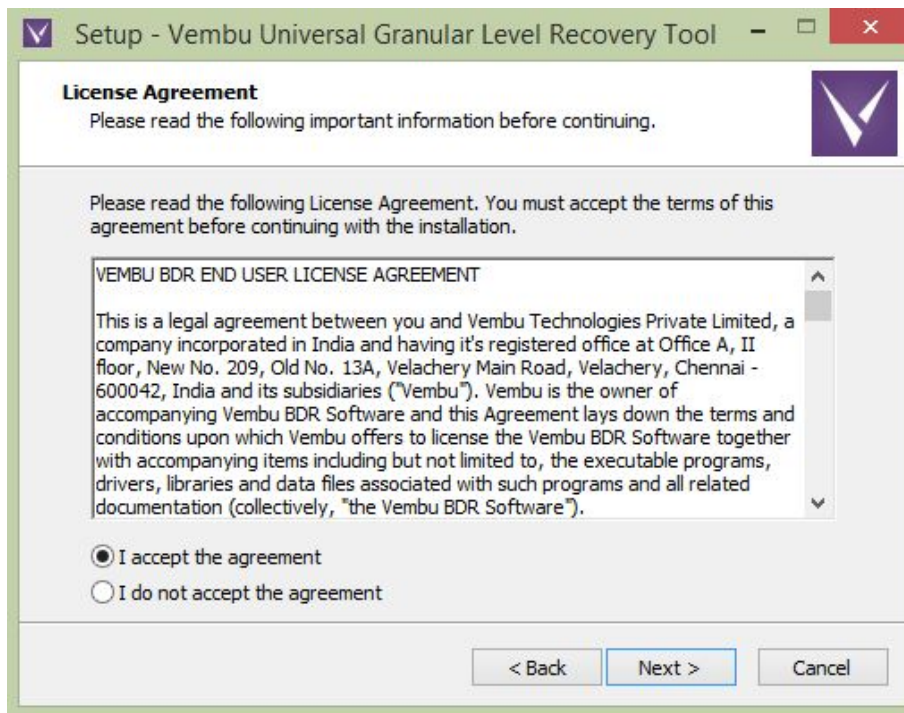 Setup - Vembu Universal Granular Level Recovery Tool
License Agreement
Please read the following important information before continuing.
Please read the following License Agreement. You must accept the terms of this
agreement before continuing with the installation.
VEMBU BDR END USER LICENSE AGREEMENT
This is a legal agreement between you and Vembu Technologies Private Limited, a
company incorporated in India and having it's registered office at Office A, II
floor, New No. 209, Old No. 13A, Velachery Main Road, Velachery, Chennai -
600042, India and its subsidiaries ("Vembu"). Vembu is the owner of
accompanying Vembu BDR Software and this Agreement lays down the terms and
conditions upon which Vembu offers to license the Vembu BDR Software together
with accompanying items including but not limited to, the executable programs,
drivers, libraries and data files associated with such programs and all related
documentation (collectively, "the Vembu BDR Software").
I accept the agreement
I do not accept the agreement
< Back Next > Cancel